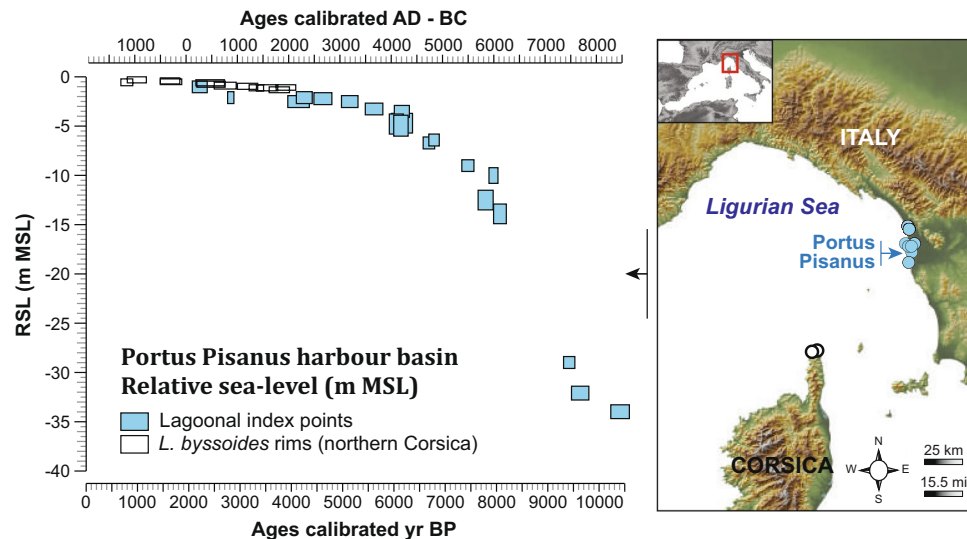 Ages calibrated AD - BC
1000 0 1000 2000 3000 4000 5000 6000 7000 8000
0
-5
-10
-15
-20
-25
-30
-35
-40
RSL (m MSL)
Portus Pisanus harbour basin
Relative sea-level (m MSL)
Lagoonal index points
L. byssoides rims (northern Corsica)
0 1000 2000 3000 4000 5000 6000 7000 8000 9000 10000
Ages calibrated yr BP
ITALY
Ligurian Sea
Portus
Pisanus
CORSICA
N
W E
S
25 km
15.5 mi